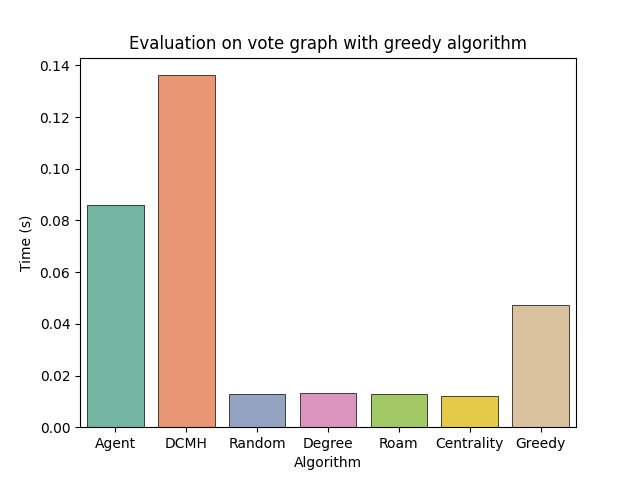 Evaluation on vote graph with greedy algorithm
0.14
0.12
0.10
0.08
0.06
0.04
0.02
0.00
Time (s)
Agent DCMH Random Degree Roam Centrality Greedy
Algorithm